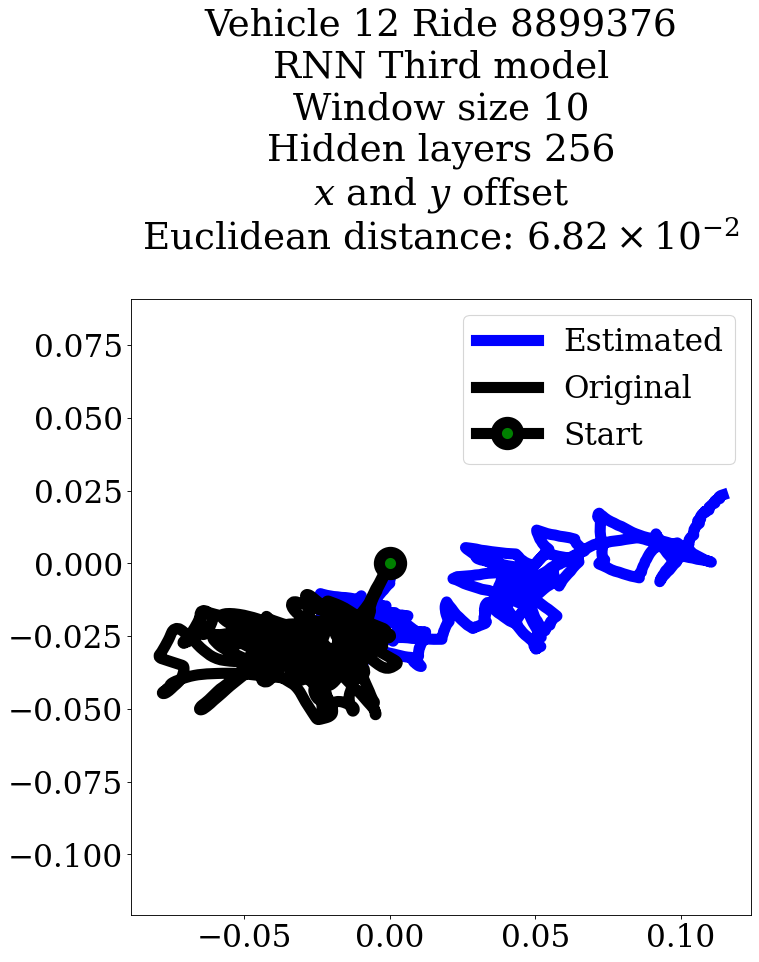 Vehicle 12 Ride 8899376
RNN Third model
Window size 10
Hidden layers 256
x and y offset
Euclidean distance: 6.82 × 10⁻²
Estimated
Original
Start
0.075
0.050
0.025
0.000
−0.025
−0.050
−0.075
−0.100
−0.05 0.00 0.05 0.10